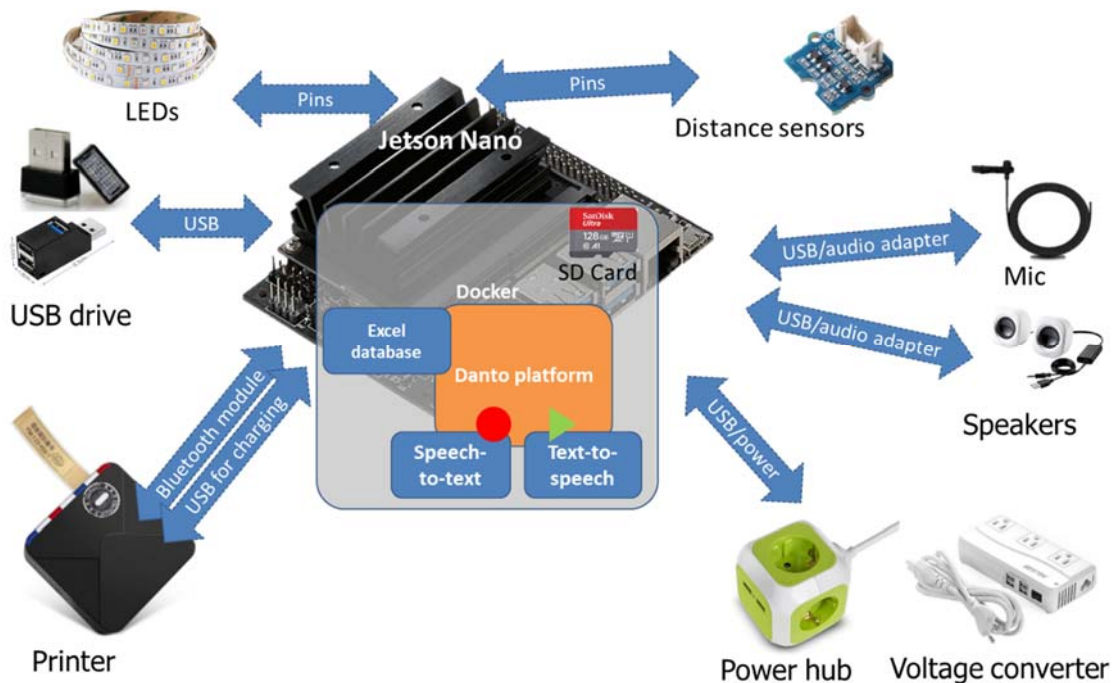 LEDs
Pins
Pins
Distance sensors
Jetson Nano
USB
USB drive
SanDisk
Ultra
128GB
SD Card
USB/audio adapter
Mic
USB/audio adapter
Speakers
Docker
Excel
database
Danto platform
Speech-
to-text
Text-to-
speech
Bluetooth module
USB for charging
Printer
USB/power
Power hub
Voltage converter